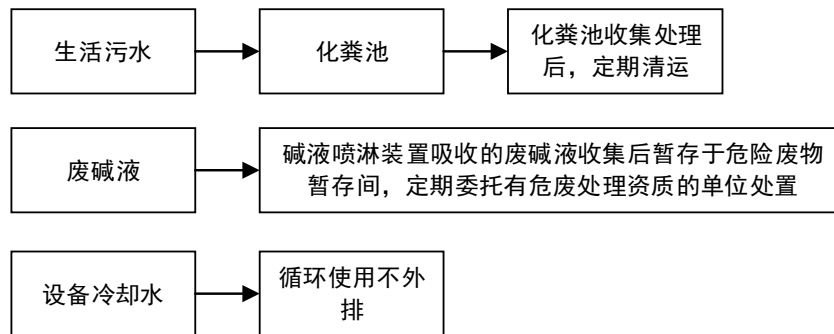 生活污水
化粪池
化粪池收集处理
后，定期清运
废碱液
碱液喷淋装置吸收的废碱液收集后暂存于危险废物
暂存间，定期委托有危废处理资质的单位处置
设备冷却水
循环使用不外
排